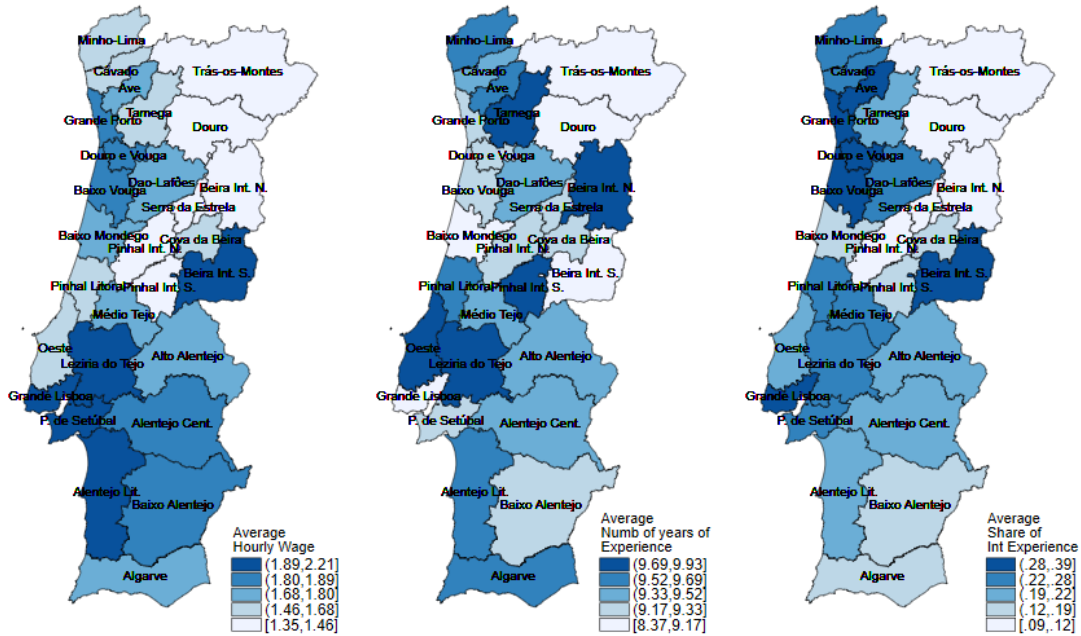 Minho-Lima
Cávado
Trás-os-Montes
Ave
Tamega
Grande Porto
Douro
Douro e Vouga
Dao-Lafões
Baixo Vouga
Beira Int. N.
Serra da Estrela
Baixo Mondego
Cova da Beira
Pinhal Int. N.
Beira Int. S.
Pinhal Litoral
Pinhal Int. S.
Médio Tejo
Oeste
Alto Alentejo
Leziria do Tejo
Grande Lisboa
P. de Setúbal
Alentejo Cent.
Alentejo Lit.
Baixo Alentejo
Algarve
Average
Hourly Wage
(1.89,2.21]
(1.80,1.89]
(1.68,1.80]
(1.46,1.68]
[1.35,1.46]
Minho-Lima
Cávado
Trás-os-Montes
Ave
Tamega
Grande Porto
Douro
Douro e Vouga
Dao-Lafões
Baixo Vouga
Beira Int. N.
Serra da Estrela
Baixo Mondego
Cova da Beira
Pinhal Int. N.
Beira Int. S.
Pinhal Litoral
Pinhal Int. S.
Médio Tejo
Oeste
Alto Alentejo
Leziria do Tejo
Grande Lisboa
P. de Setúbal
Alentejo Cent.
Alentejo Lit.
Baixo Alentejo
Algarve
Average
Numb of years of
Experience
(9.69,9.93]
(9.52,9.69]
(9.33,9.52]
(9.17,9.33]
[8.37,9.17]
Minho-Lima
Cávado
Trás-os-Montes
Ave
Tamega
Grande Porto
Douro
Douro e Vouga
Dao-Lafões
Baixo Vouga
Beira Int. N.
Serra da Estrela
Baixo Mondego
Cova da Beira
Pinhal Int. N.
Beira Int. S.
Pinhal Litoral
Pinhal Int. S.
Médio Tejo
Oeste
Alto Alentejo
Leziria do Tejo
Grande Lisboa
P. de Setúbal
Alentejo Cent.
Alentejo Lit.
Baixo Alentejo
Algarve
Average
Share of
Int Experience
(.28,.39]
(.22,.28]
(.19,.22]
(.12,.19]
[.09,.12]